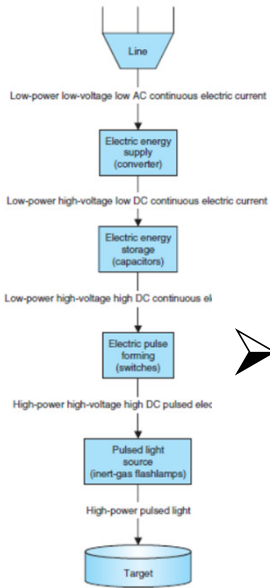 Line
Low-power low-voltage low AC continuous electric current
Electric energy
supply
(converter)
Low-power high-voltage low DC continuous electric current
Electric energy
storage
(capacitors)
Low-power high-voltage high DC continuous el
Electric pulse
forming
(switches)
High-power high-voltage high DC pulsed elec
Pulsed light
source
(inert-gas flashlamps)
High-power pulsed light
Target